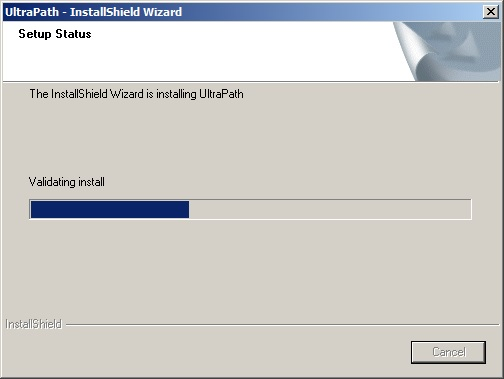 UltraPath - InstallShield Wizard
Setup Status
The InstallShield Wizard is installing UltraPath
Validating install
InstallShield
Cancel